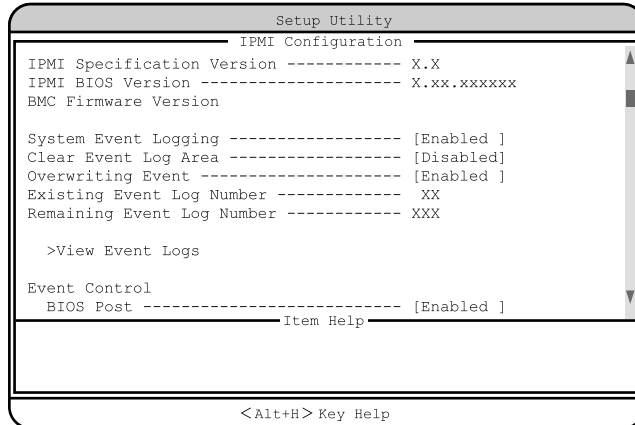 Setup Utility
IPMI Configuration
IPMI Specification Version ------------ X.X
IPMI BIOS Version --------------------- X.xx.xxxxxx
BMC Firmware Version
System Event Logging ------------------ [Enabled ]
Clear Event Log Area ------------------ [Disabled]
Overwriting Event --------------------- [Enabled ]
Existing Event Log Number ------------- XX
Remaining Event Log Number ------------ XXX
>View Event Logs
Event Control
BIOS Post --------------------------- [Enabled ]
Item Help
<Alt+H> Key Help